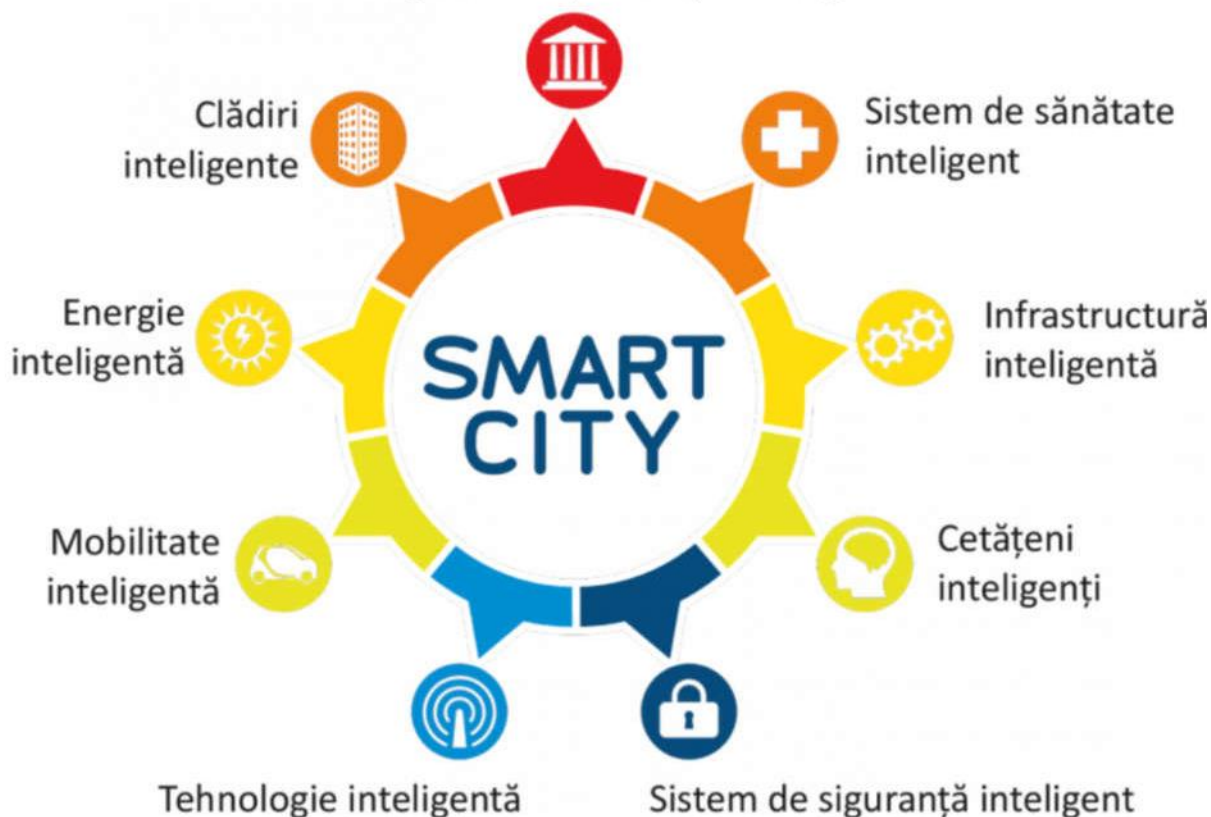 Clădiri
inteligente
Sistem de sănătate
inteligent
Energie
inteligentă
SMART
CITY
Infrastructură
inteligentă
Mobilitate
inteligentă
Cetățeni
inteligenți
Tehnologie inteligentă
Sistem de siguranță inteligent